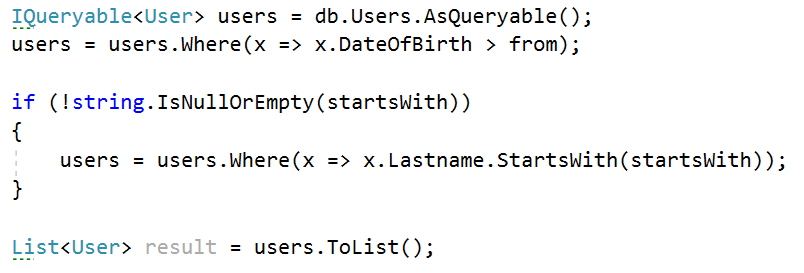 IQueryable<User> users = db.Users.AsQueryable();
users = users.Where(x => x.DateOfBirth > from);
if (!string.IsNullOrEmpty(startsWith))
{
users = users.Where(x => x.Lastname.StartsWith(startsWith));
}
List<User> result = users.ToList();